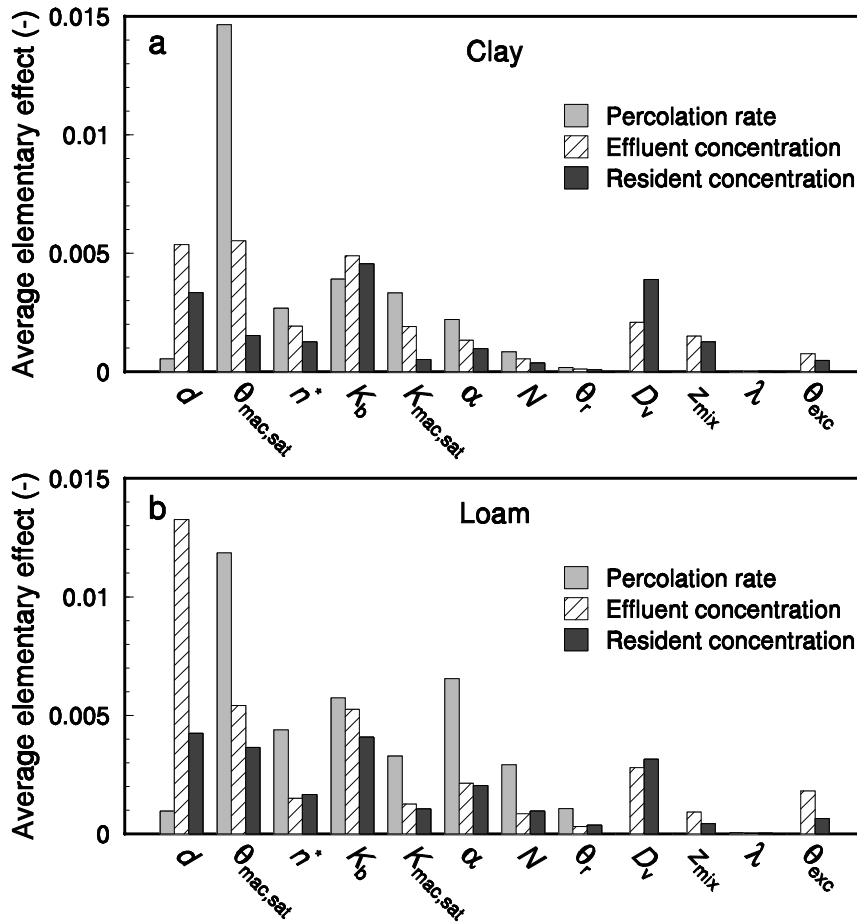 Average elementary effect (-)
0.015
0.01
0.005
0
a
Clay
Percolation rate
Effluent concentration
Resident concentration
d
θmac,sat
n*
Kb
Kmac,sat
α
N
θr
Dv
zmix
λ
θexc
Average elementary effect (-)
0.015
0.01
0.005
0
b
Loam
Percolation rate
Effluent concentration
Resident concentration
d
θmac,sat
n*
Kb
Kmac,sat
α
N
θr
Dv
zmix
λ
θexc